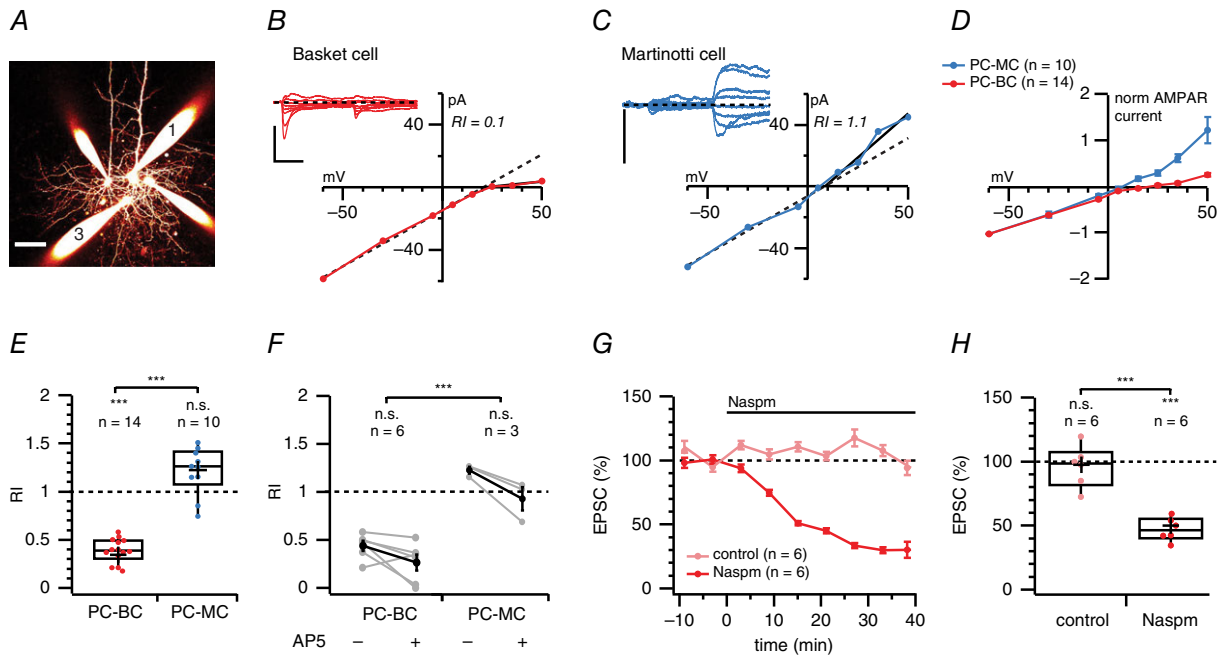 A
B
C
D
1
3
Basket cell
pA
RI = 0.1
40
mV
−50
50
−40
Martinotti cell
pA
RI = 1.1
40
mV
−50
50
−40
PC-MC (n = 10)
PC-BC (n = 14)
norm AMPAR
current
2
1
mV
−50
50
−1
−2
E
F
G
H
RI
2
1.5
1
0.5
0
***
***
n = 14
n.s.
n = 10
PC-BC
PC-MC
RI
2
1.5
1
0.5
0
***
n.s.
n = 6
n.s.
n = 3
PC-BC
PC-MC
AP5
−
+
−
+
EPSC (%)
150
100
50
0
Naspm
control (n = 6)
Naspm (n = 6)
−10
0
10
20
30
40
time (min)
EPSC (%)
150
100
50
0
***
n.s.
n = 6
***
n = 6
control
Naspm